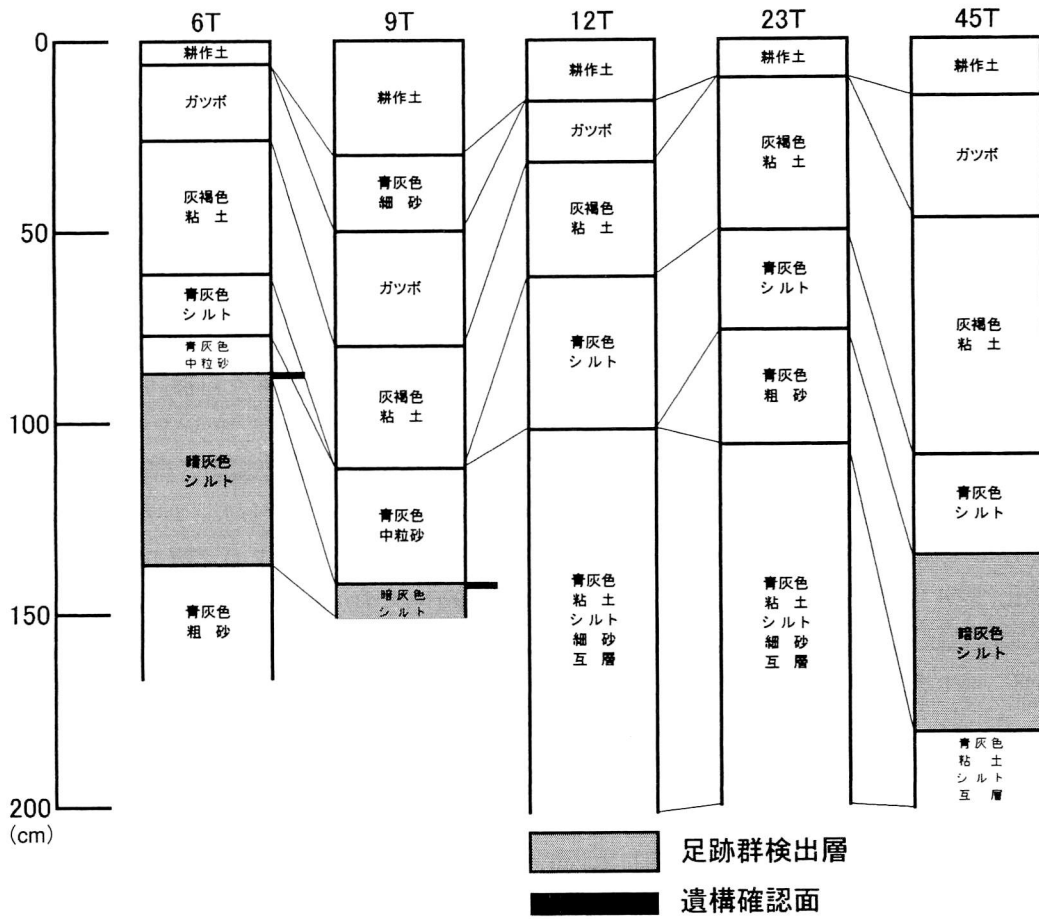 6T
9T
12T
23T
45T
0
50
100
150
200
(cm)
耕作土
ガツボ
灰褐色
粘 土
青灰色
シルト
青灰色
中粒砂
暗灰色
シルト
青灰色
粗 砂
耕作土
青灰色
細 砂
ガツボ
灰褐色
粘 土
青灰色
中粒砂
暗灰色
シルト
耕作土
ガツボ
灰褐色
粘 土
青灰色
シルト
青灰色
粘 土
シルト
細 砂
互 層
耕作土
灰褐色
粘 土
青灰色
シルト
青灰色
粗 砂
青灰色
粘 土
シルト
細 砂
互 層
耕作土
ガツボ
灰褐色
粘 土
青灰色
シルト
暗灰色
シルト
青灰色
粘 土
シルト
互 層
足跡群検出層
遺構確認面